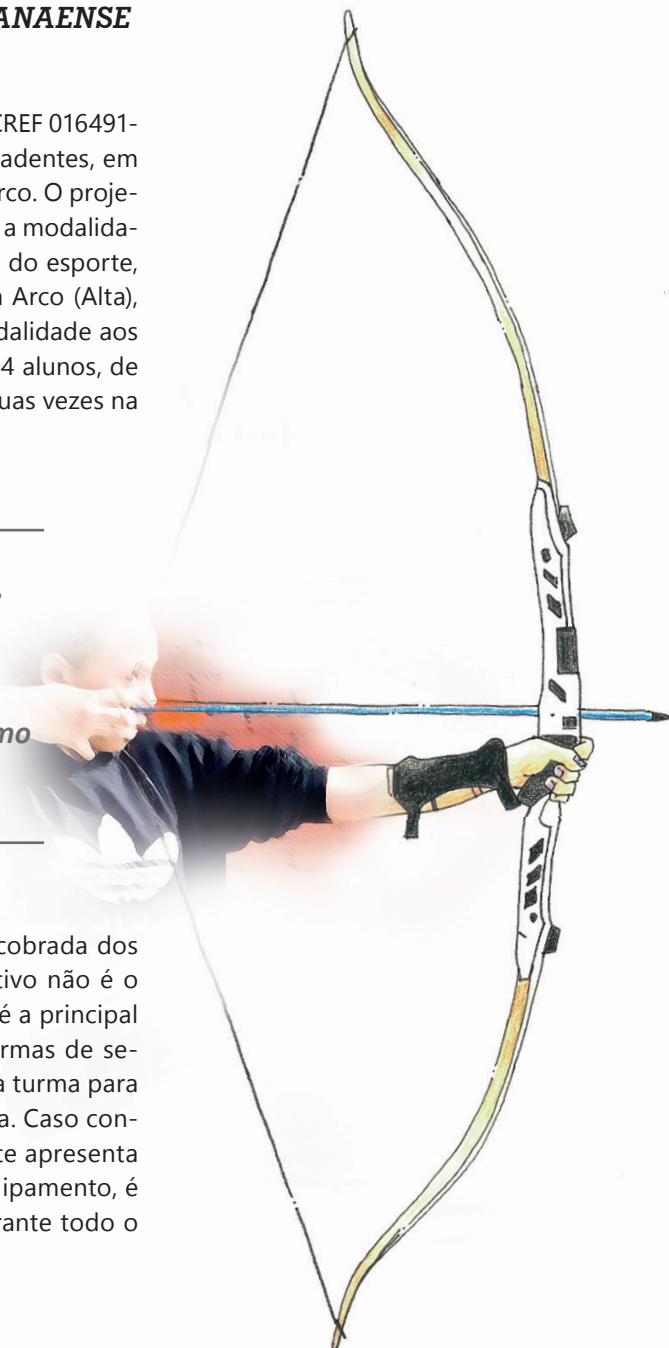 ANAENSE
CREF 016491-
adentes, em
rco. O proje-
a modalida-
do esporte,
Arco (Alta),
dalidade aos
4 alunos, de
uas vezes na
mo
cobrada dos
tivo não é o
é a principal
rmas de se-
a turma para
a. Caso con-
te apresenta
ipamento, é
rante todo o